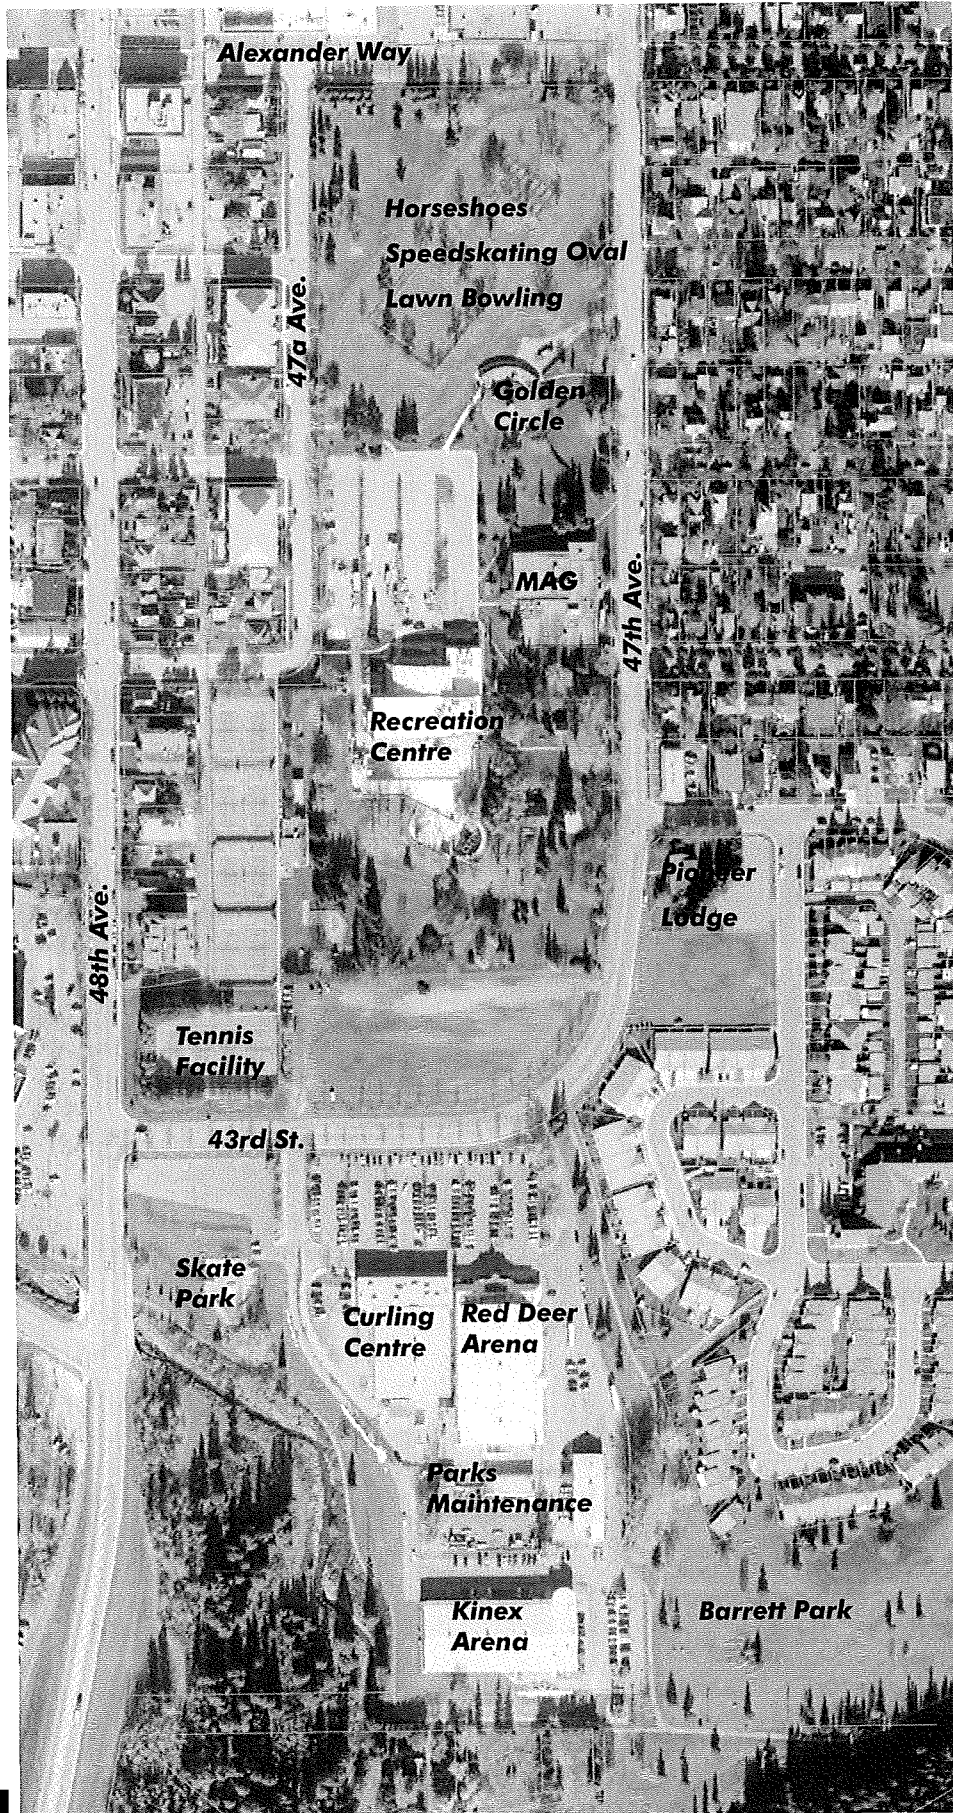 Alexander Way
Horseshoes
Speedskating Oval
Lawn Bowling
47a Ave.
Golden
Circle
MAG
47th Ave.
Recreation
Centre
Pioneer
Lodge
48th Ave.
Tennis
Facility
43rd St.
Skate
Park
Curling
Centre
Red Deer
Arena
Parks
Maintenance
Kinex
Arena
Barrett Park